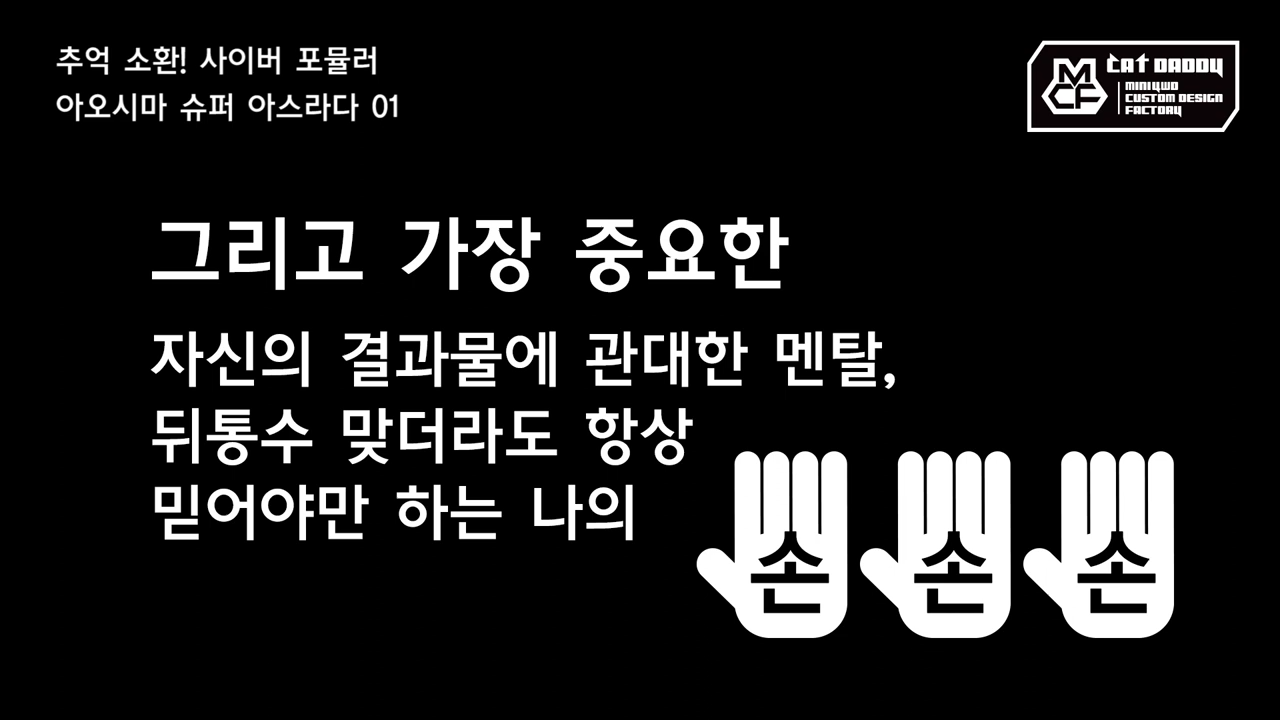 추억 소환! 사이버 포뮬러
아오시마 슈퍼 아스라다 01
MCF
CAT DADDY
MINI4WD
CUSTOM DESIGN
FACTORY
그리고 가장 중요한
자신의 결과물에 관대한 멘탈,
뒤통수 맞더라도 항상
믿어야만 하는 나의
손 손 손